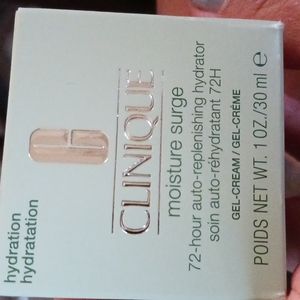 hydration
hydratation
CLINIQUE
moisture surge
72-hour auto-replenishing hydrator
soin auto-réhydratant 72H
GEL-CREAM / GEL-CRÈME
POIDS NET WT. 1 OZ./30 ml e